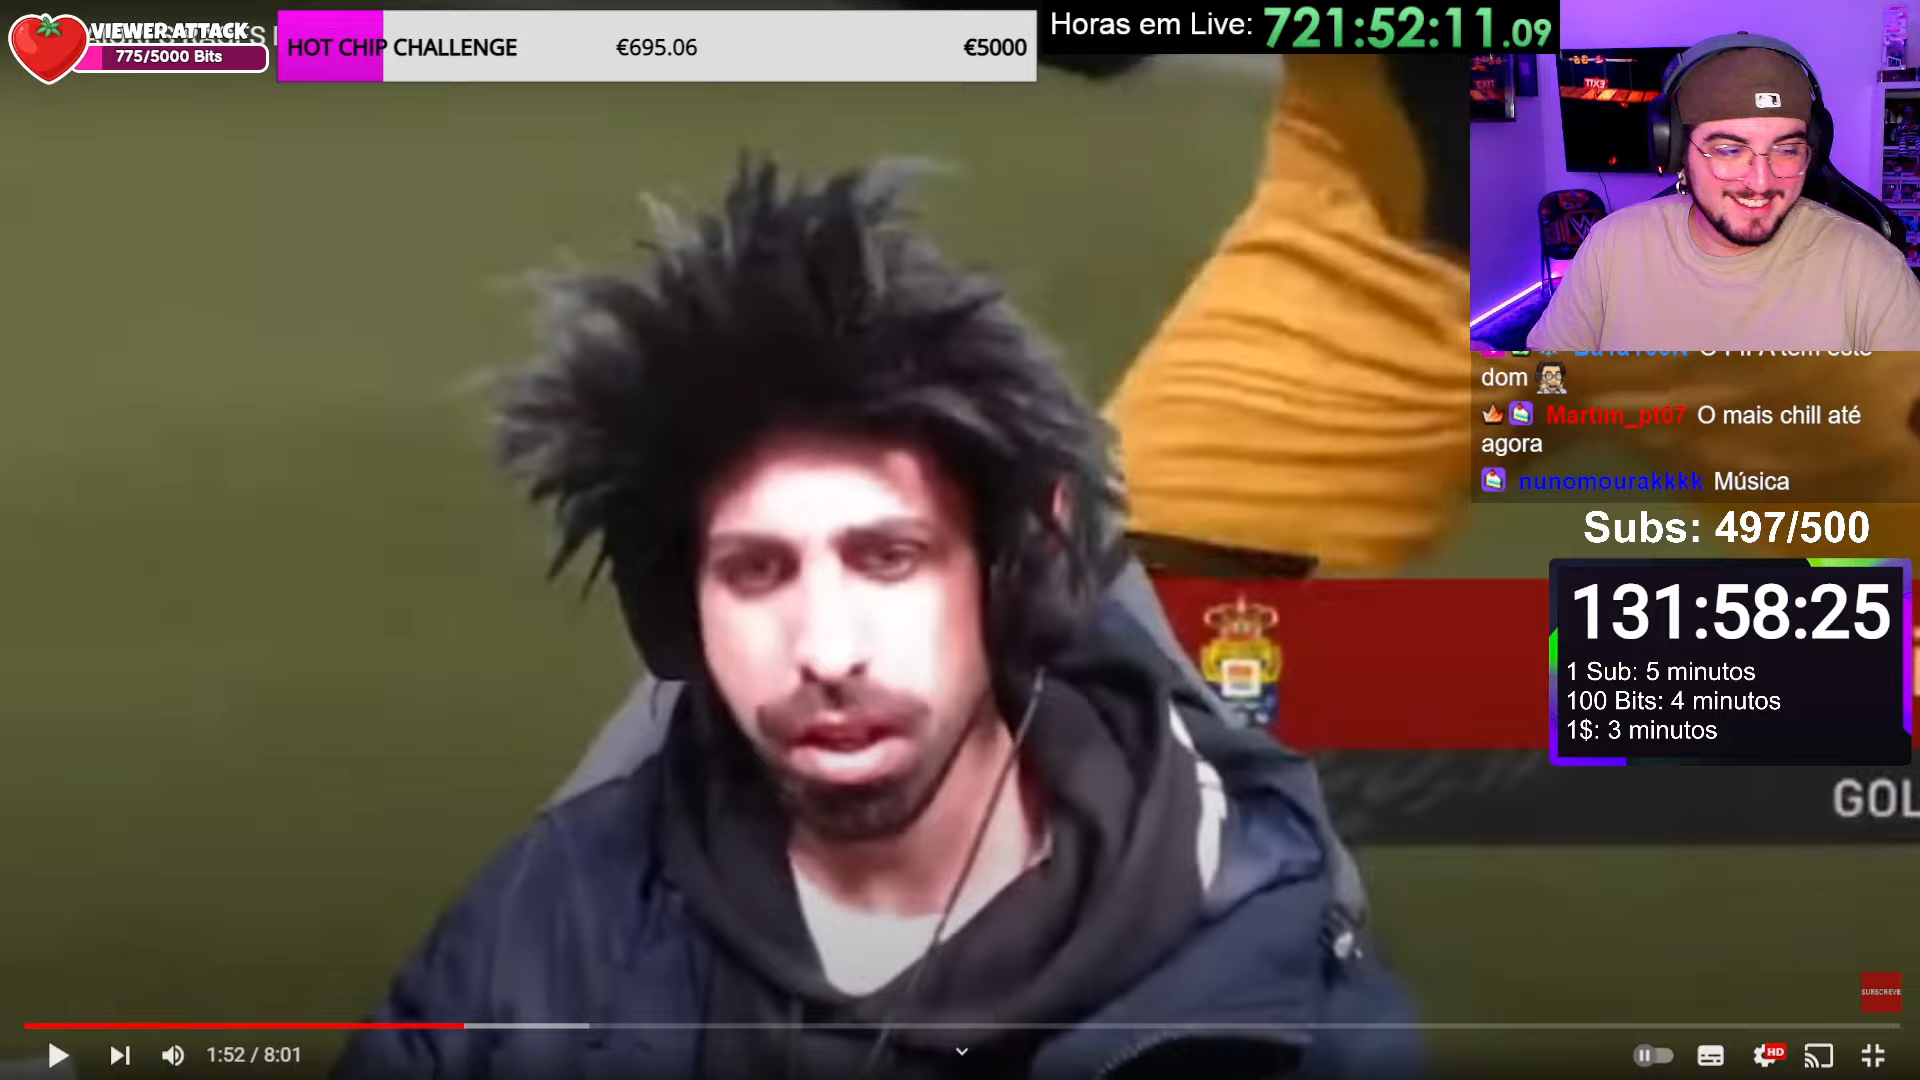 VIEWER ATTACK
775/5000 Bits
HOT CHIP CHALLENGE €695.06 €5000
Horas em Live: 721:52:11.09
dom
Martim_pt07 O mais chill até
agora
nunomourakkkk Música
Subs: 497/500
131:58:25
1 Sub: 5 minutos
100 Bits: 4 minutos
1$: 3 minutos
GOL
SUBSCREVE
1:52 / 8:01
HD